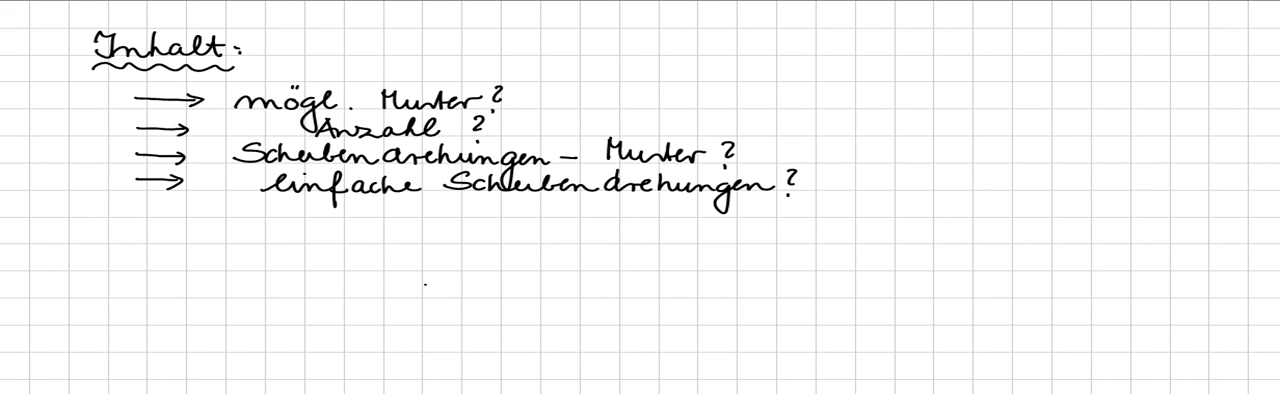 Inhalt:
→ mögl. Muster?
→ Anzahl ?
→ Scheibendrehungen – Muster ?
→ einfache Scheibendrehungen ?